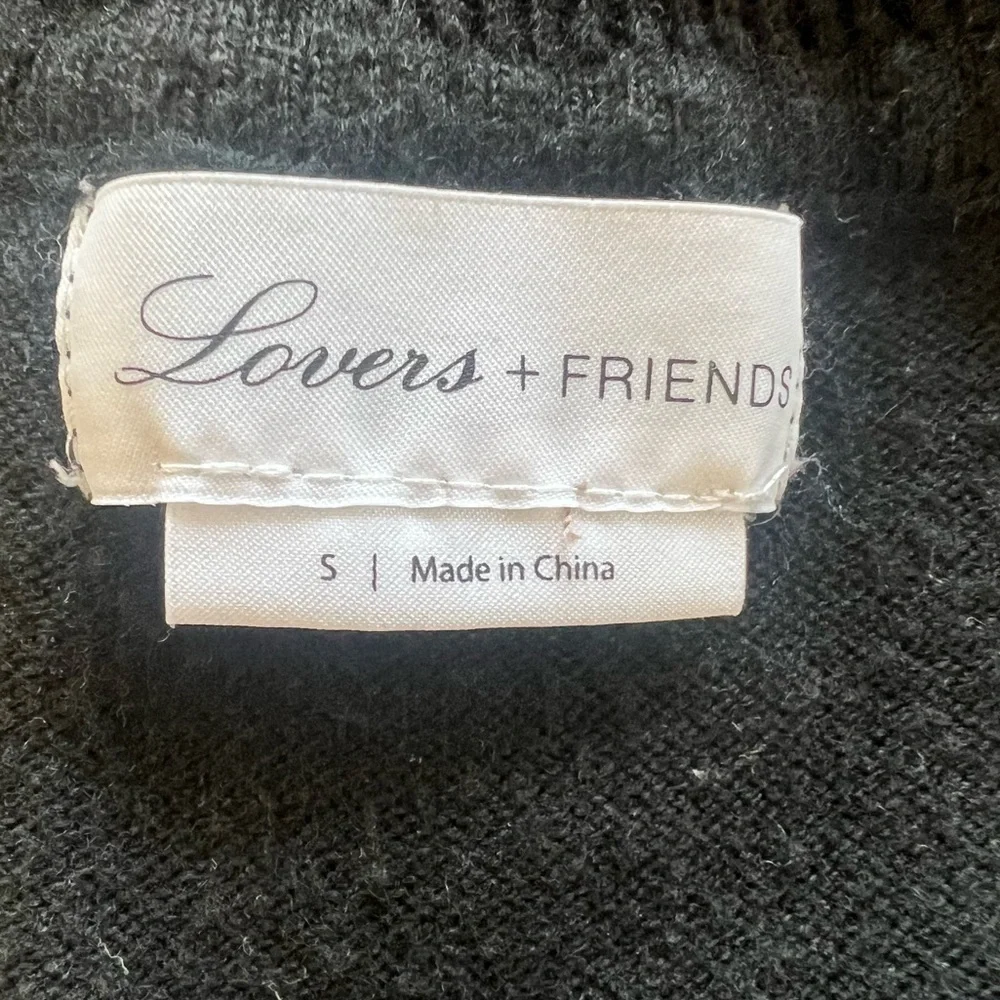 Lovers + FRIENDS
S | Made in China